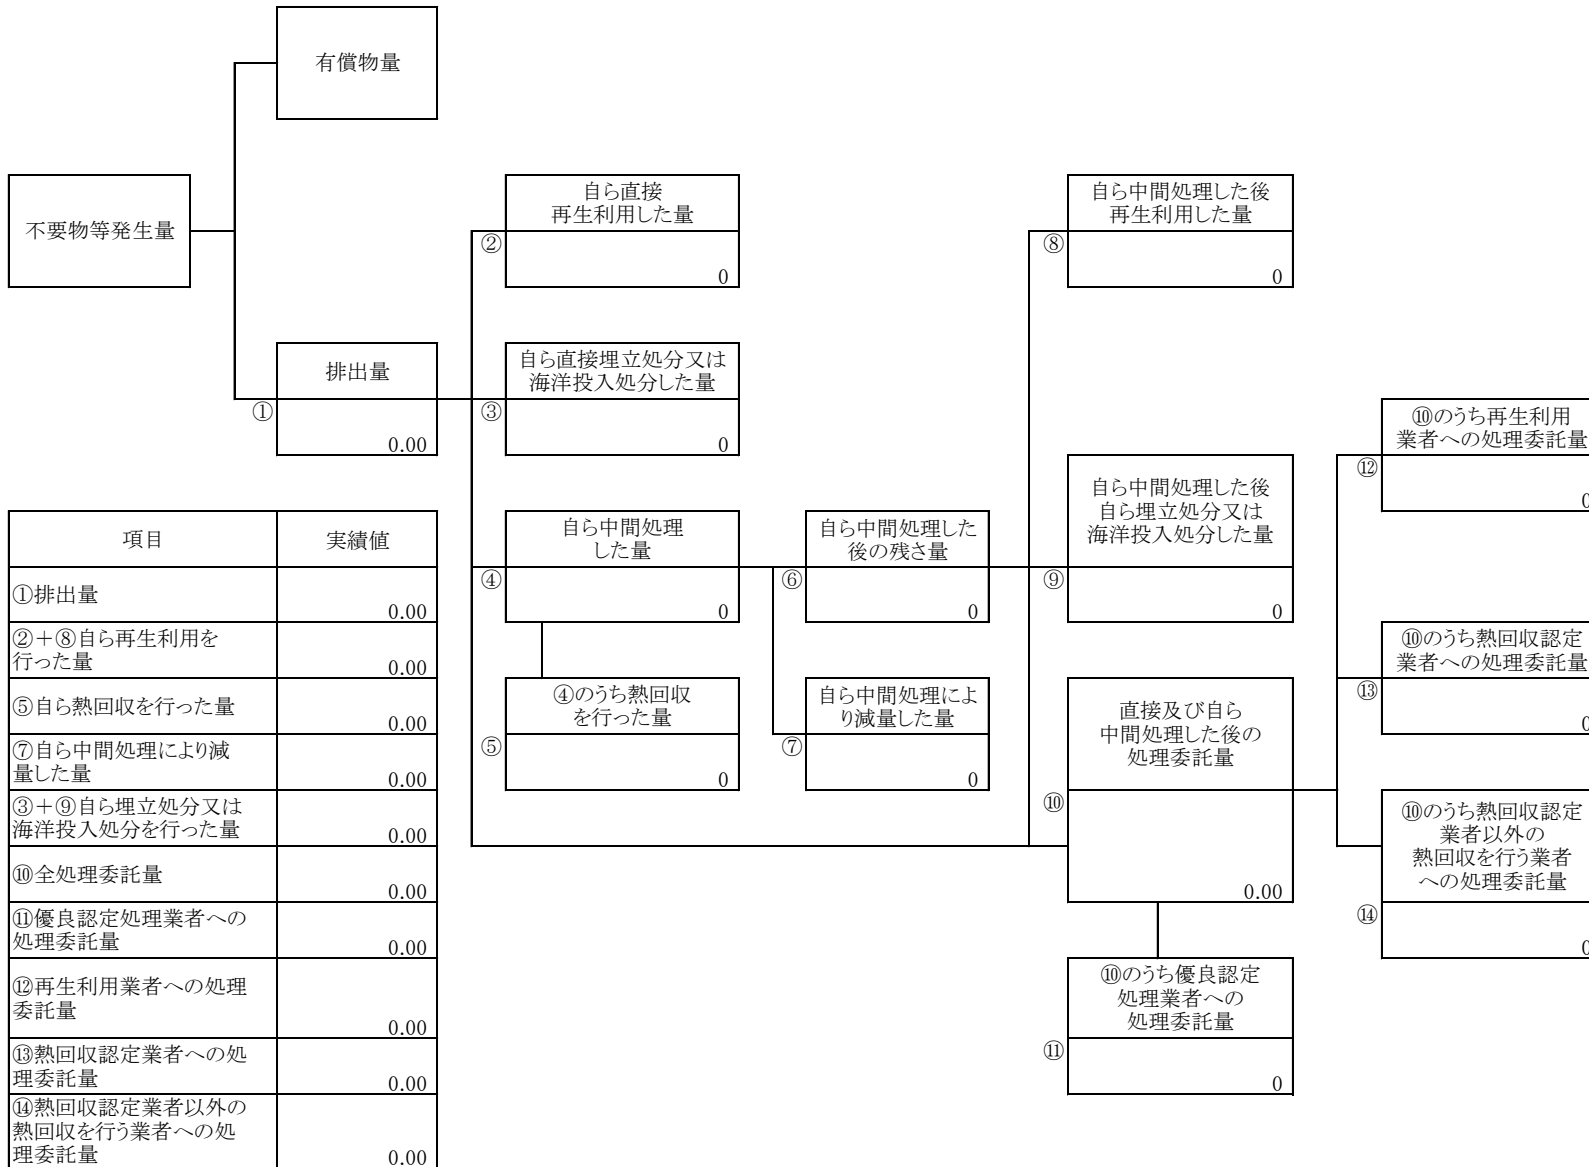 有償物量
不要物等発生量
自ら直接
再生利用した量
②
0
自ら中間処理した後
再生利用した量
⑧
0
排出量
①
0.00
自ら直接埋立処分又は
海洋投入処分した量
③
0
⑩のうち再生利用
業者への処理委託量
⑫
0
自ら中間処理した後
自ら埋立処分又は
海洋投入処分した量
⑨
0
自ら中間処理
した量
④
0
自ら中間処理した
後の残さ量
⑥
0
⑩のうち熱回収認定
業者への処理委託量
⑬
0
④のうち熱回収
を行った量
⑤
0
自ら中間処理によ
り減量した量
⑦
0
直接及び自ら
中間処理した後の
処理委託量
⑩
0.00
⑩のうち熱回収認定
業者以外の
熱回収を行う業者
への処理委託量
⑭
0
⑩のうち優良認定
処理業者への
処理委託量
⑪
0
項目 実績値
①排出量 0.00
②+⑧自ら再生利用を
行った量 0.00
⑤自ら熱回収を行った量 0.00
⑦自ら中間処理により減
量した量 0.00
③+⑨自ら埋立処分又は
海洋投入処分を行った量 0.00
⑩全処理委託量 0.00
⑪優良認定処理業者への
処理委託量 0.00
⑫再生利用業者への処理
委託量 0.00
⑬熱回収認定業者への処
理委託量 0.00
⑭熱回収認定業者以外の
熱回収を行う業者への処
理委託量 0.00